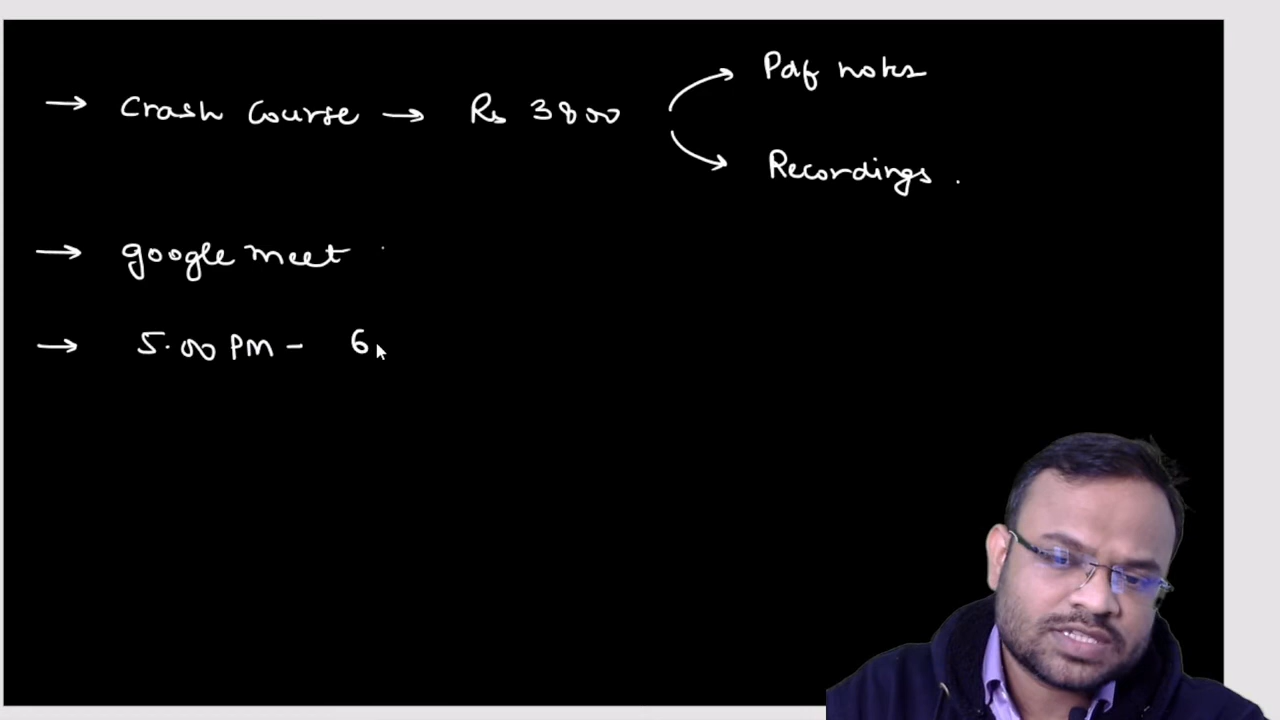 → Crash Course → Rs 3800
Pdf notes
Recordings.
→ google meet
→ 5.00 PM - 6